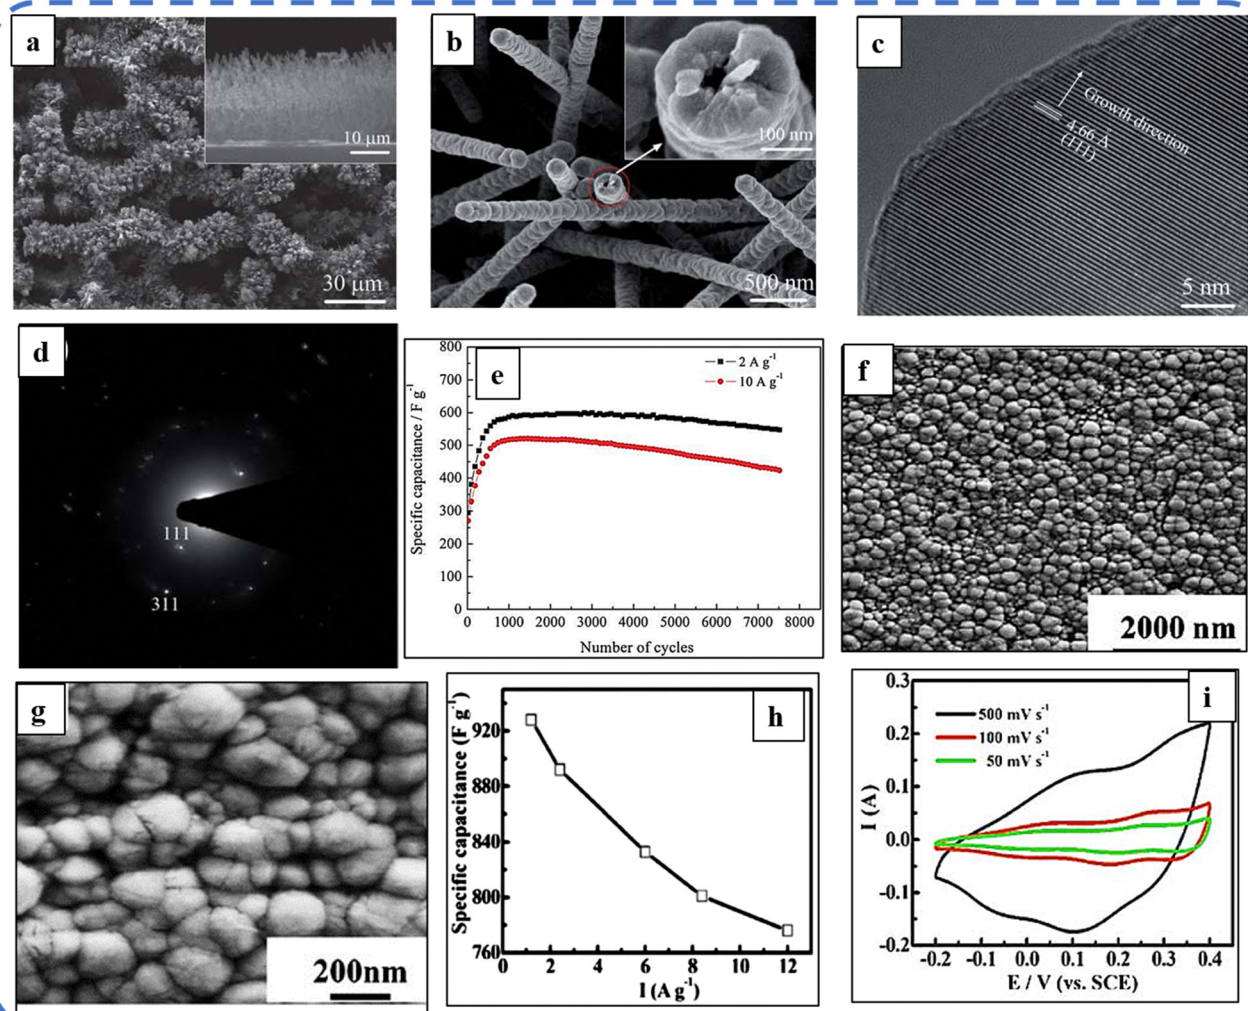 a
10 µm
30 µm
b
100 nm
500 nm
c
Growth direction
4.66 Å
(111)
5 nm
d
111
311
e
Specific capacitance / F g⁻¹
800
700
600
500
400
300
200
100
0
2 A g⁻¹
10 A g⁻¹
0 1000 2000 3000 4000 5000 6000 7000 8000
Number of cycles
f
2000 nm
g
200nm
h
Specific capacitance (F g⁻¹)
920
880
840
800
760
0 2 4 6 8 10 12
I (A g⁻¹)
i
I (A)
0.3
0.2
0.1
0.0
-0.1
-0.2
500 mV s⁻¹
100 mV s⁻¹
50 mV s⁻¹
-0.2 -0.1 0.0 0.1 0.2 0.3 0.4
E / V (vs. SCE)